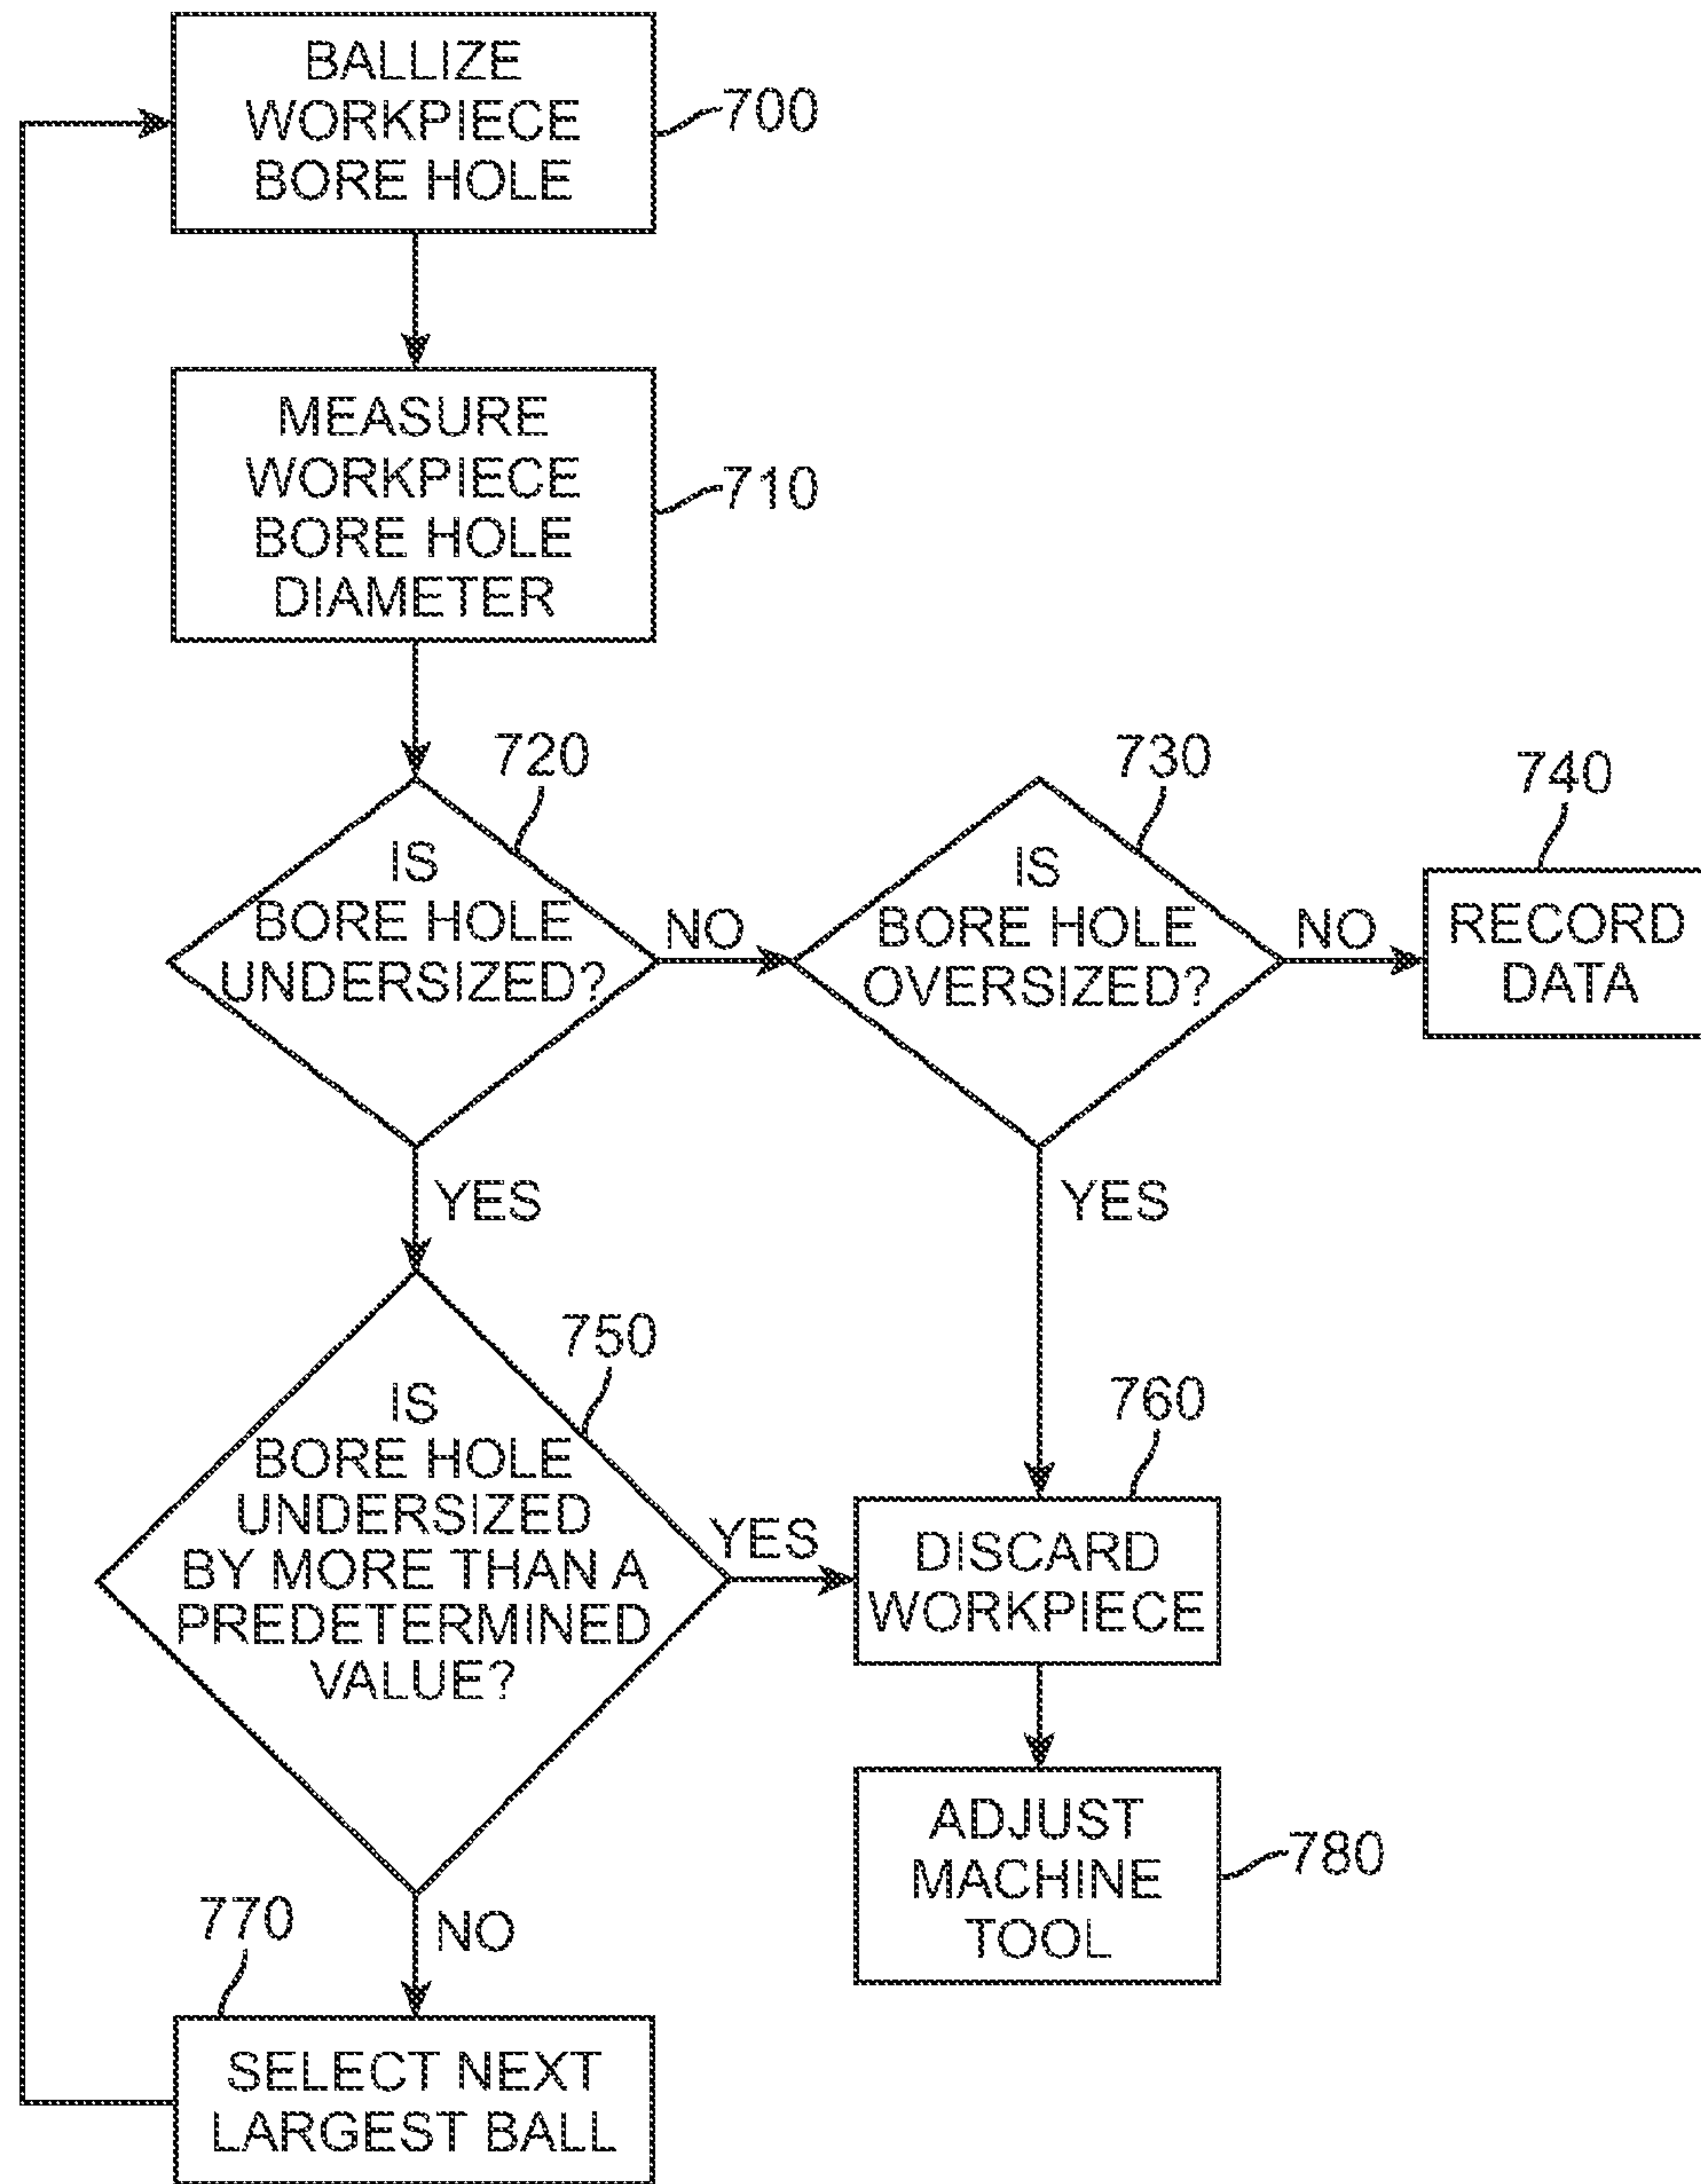 BALLIZE
WORKPIECE
BORE HOLE
700
MEASURE
WORKPIECE
BORE HOLE
DIAMETER
710
720
IS
BORE HOLE
UNDERSIZED?
NO
730
IS
BORE HOLE
OVERSIZED?
NO
740
RECORD
DATA
YES
YES
750
IS
BORE HOLE
UNDERSIZED
BY MORE THAN A
PREDETERMINED
VALUE?
YES
760
DISCARD
WORKPIECE
NO
ADJUST
MACHINE
TOOL
780
770
SELECT NEXT
LARGEST BALL